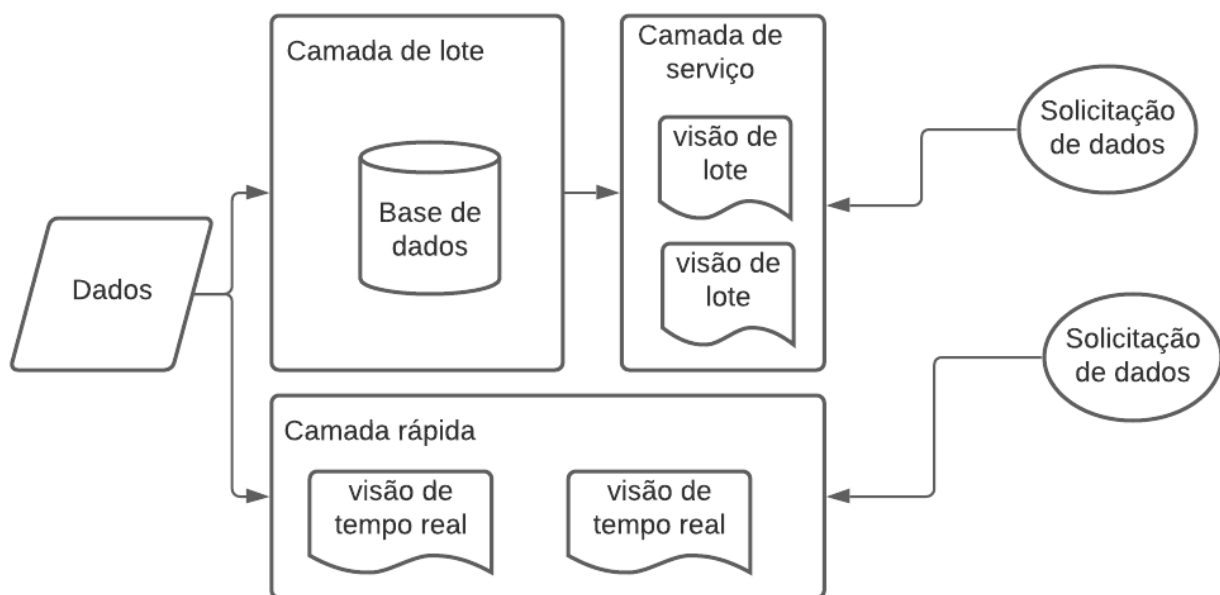 Camada de lote
Camada de
serviço
visão de
lote
Solicitação
de dados
Base de
dados
Dados
visão de
lote
Solicitação
de dados
Camada rápida
visão de
tempo real
visão de
tempo real